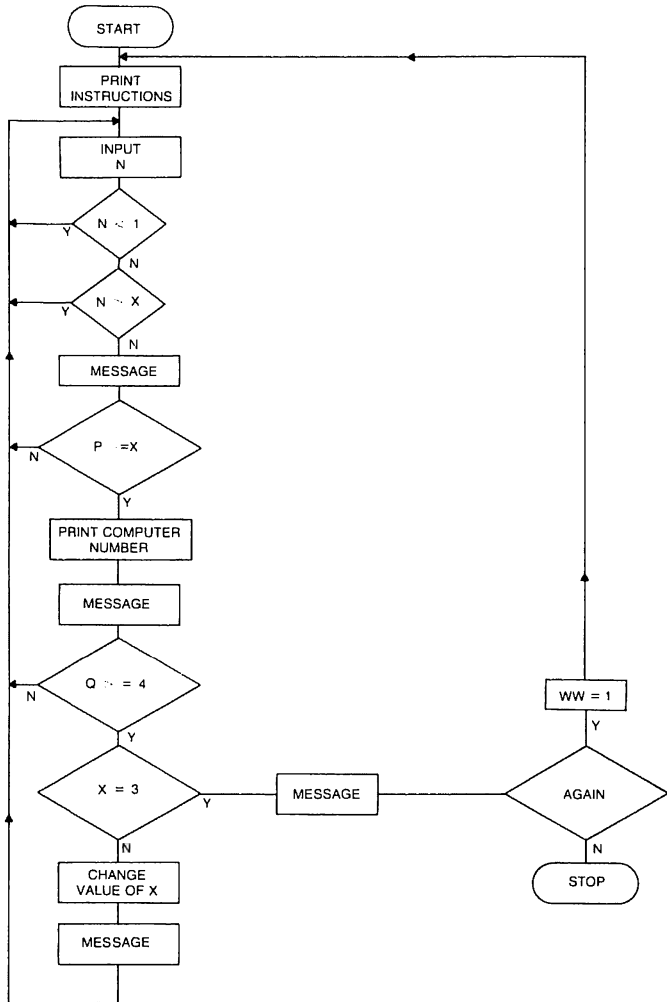 START
PRINT
INSTRUCTIONS
INPUT
N
N < 1
Y
N
N > X
Y
N
MESSAGE
P >=X
N
Y
PRINT COMPUTER
NUMBER
MESSAGE
Q >= 4
N
Y
WW = 1
Y
X = 3
Y
MESSAGE
AGAIN
N
N
CHANGE
VALUE OF X
STOP
MESSAGE